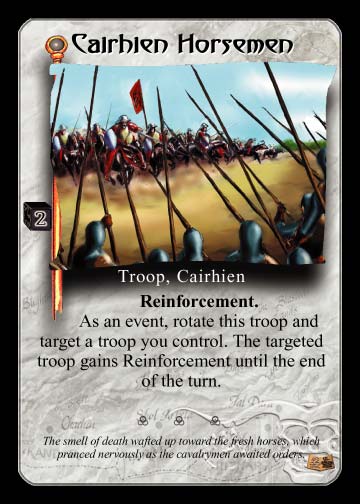 Cairhien Horsemen
2
Troop, Cairhien
Reinforcement.
As an event, rotate this troop and
target a troop you control. The targeted
troop gains Reinforcement until the end
of the turn.
The smell of death wafted up toward the fresh horses, which
pranced nervously as the cavalrymen awaited orders.